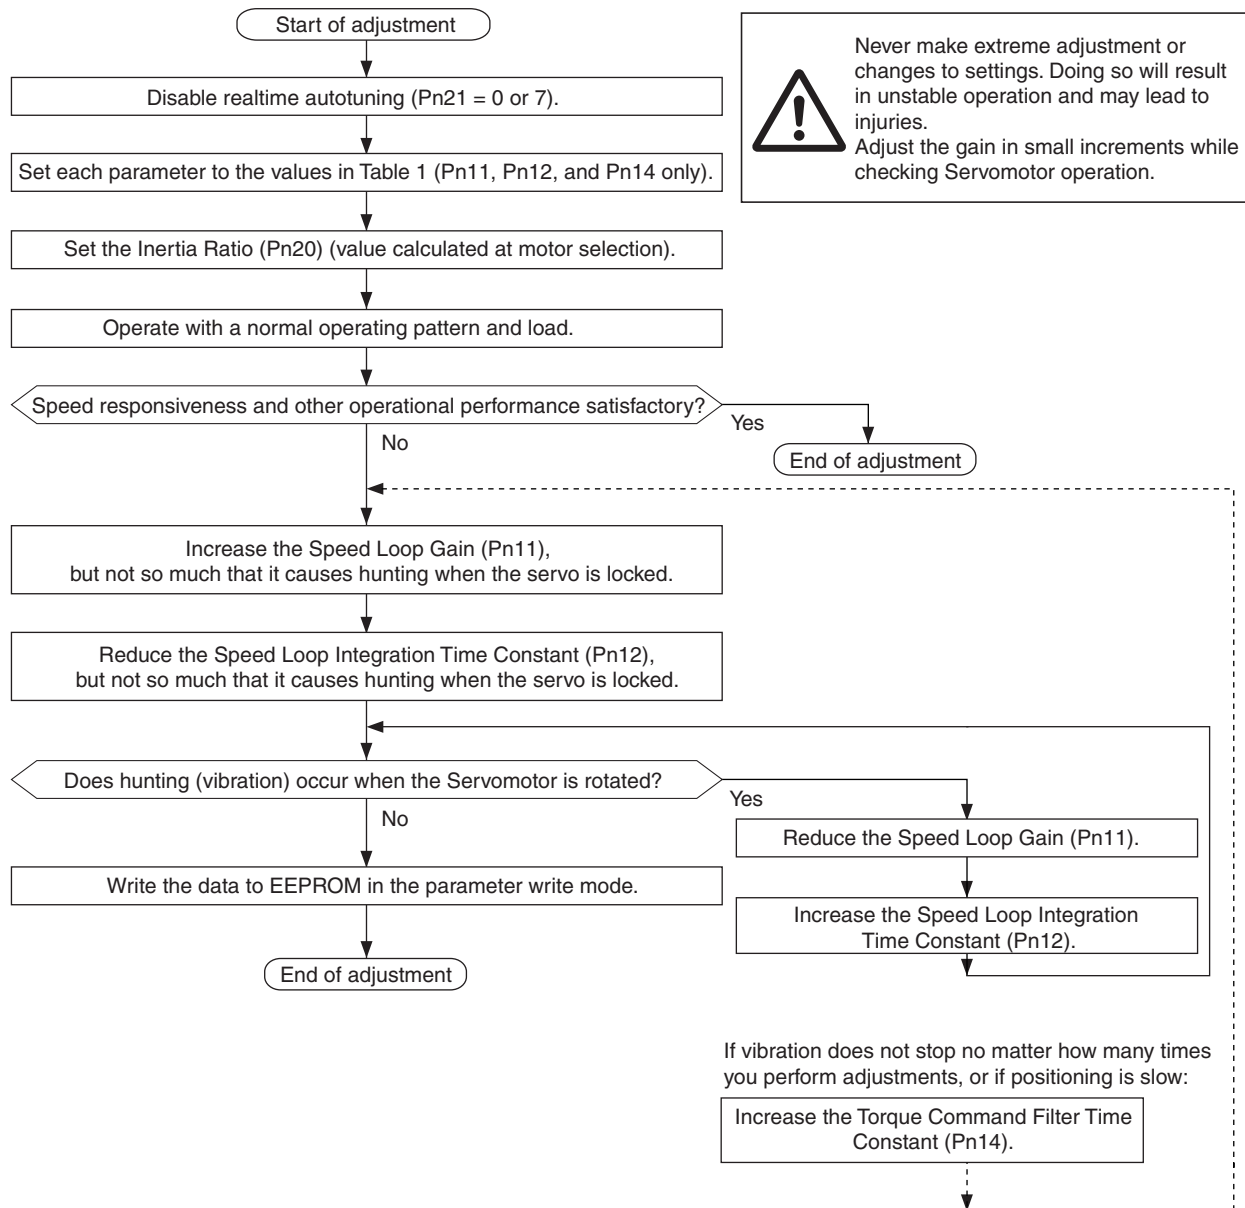 Start of adjustment
Never make extreme adjustment or
changes to settings. Doing so will result
in unstable operation and may lead to
injuries.
Adjust the gain in small increments while
checking Servomotor operation.
Disable realtime autotuning (Pn21 = 0 or 7).
Set each parameter to the values in Table 1 (Pn11, Pn12, and Pn14 only).
Set the Inertia Ratio (Pn20) (value calculated at motor selection).
Operate with a normal operating pattern and load.
Speed responsiveness and other operational performance satisfactory?
Yes
No
End of adjustment
Increase the Speed Loop Gain (Pn11),
but not so much that it causes hunting when the servo is locked.
Reduce the Speed Loop Integration Time Constant (Pn12),
but not so much that it causes hunting when the servo is locked.
Does hunting (vibration) occur when the Servomotor is rotated?
Yes
No
Reduce the Speed Loop Gain (Pn11).
Write the data to EEPROM in the parameter write mode.
Increase the Speed Loop Integration
Time Constant (Pn12).
End of adjustment
If vibration does not stop no matter how many times
you perform adjustments, or if positioning is slow:
Increase the Torque Command Filter Time
Constant (Pn14).